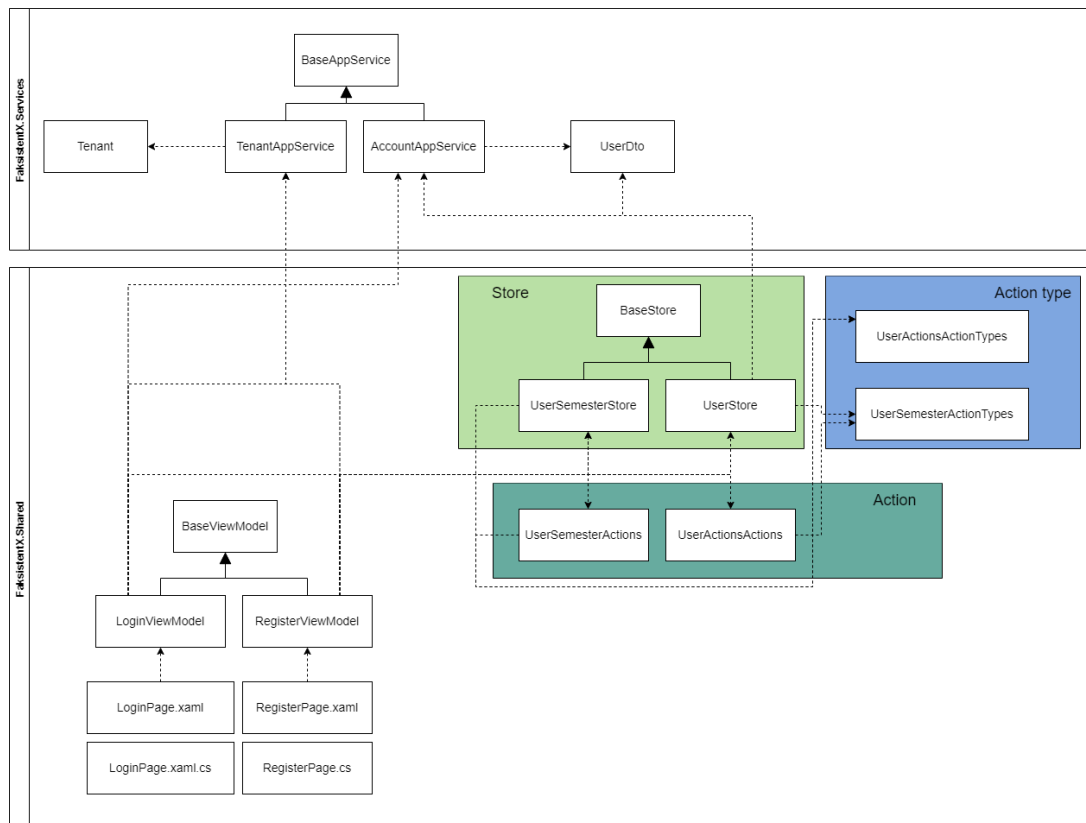 FaksistentX.Services
BaseAppService
Tenant
TenantAppService
AccountAppService
UserDto
FaksistentX.Shared
Store
Action type
BaseStore
UserActionsActionTypes
UserSemesterStore
UserStore
UserSemesterActionTypes
Action
BaseViewModel
UserSemesterActions
UserActionsActions
LoginViewModel
RegisterViewModel
LoginPage.xaml
RegisterPage.xaml
LoginPage.xaml.cs
RegisterPage.cs